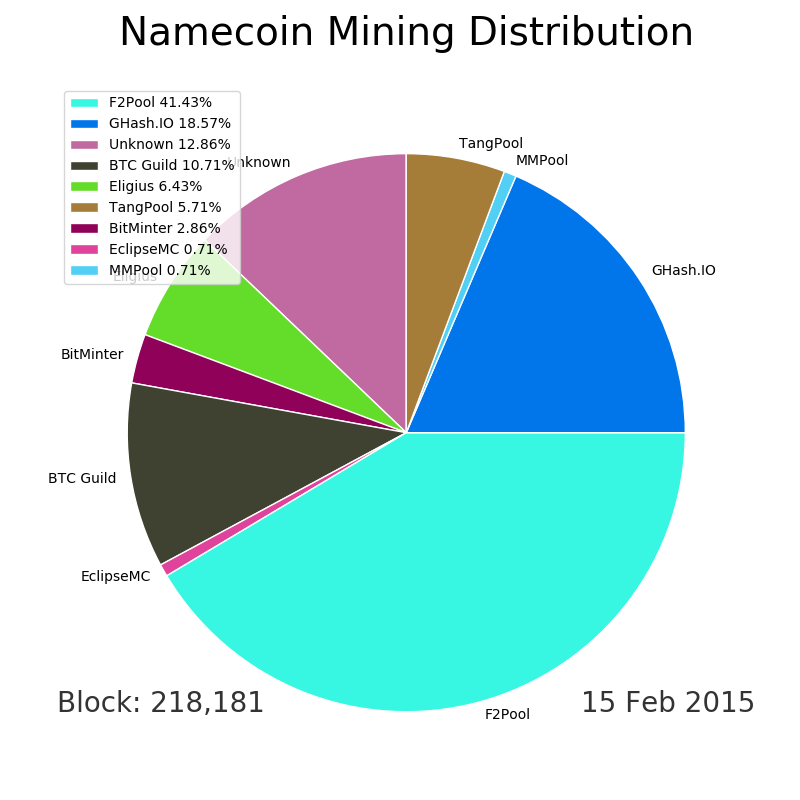 Namecoin Mining Distribution
F2Pool 41.43%
GHash.IO 18.57%
Unknown 12.86%
BTC Guild 10.71%
Eligius 6.43%
TangPool 5.71%
BitMinter 2.86%
EclipseMC 0.71%
MMPool 0.71%
TangPool
MMPool
Unknown
GHash.IO
Eligius
BitMinter
BTC Guild
EclipseMC
F2Pool
Block: 218,181
15 Feb 2015